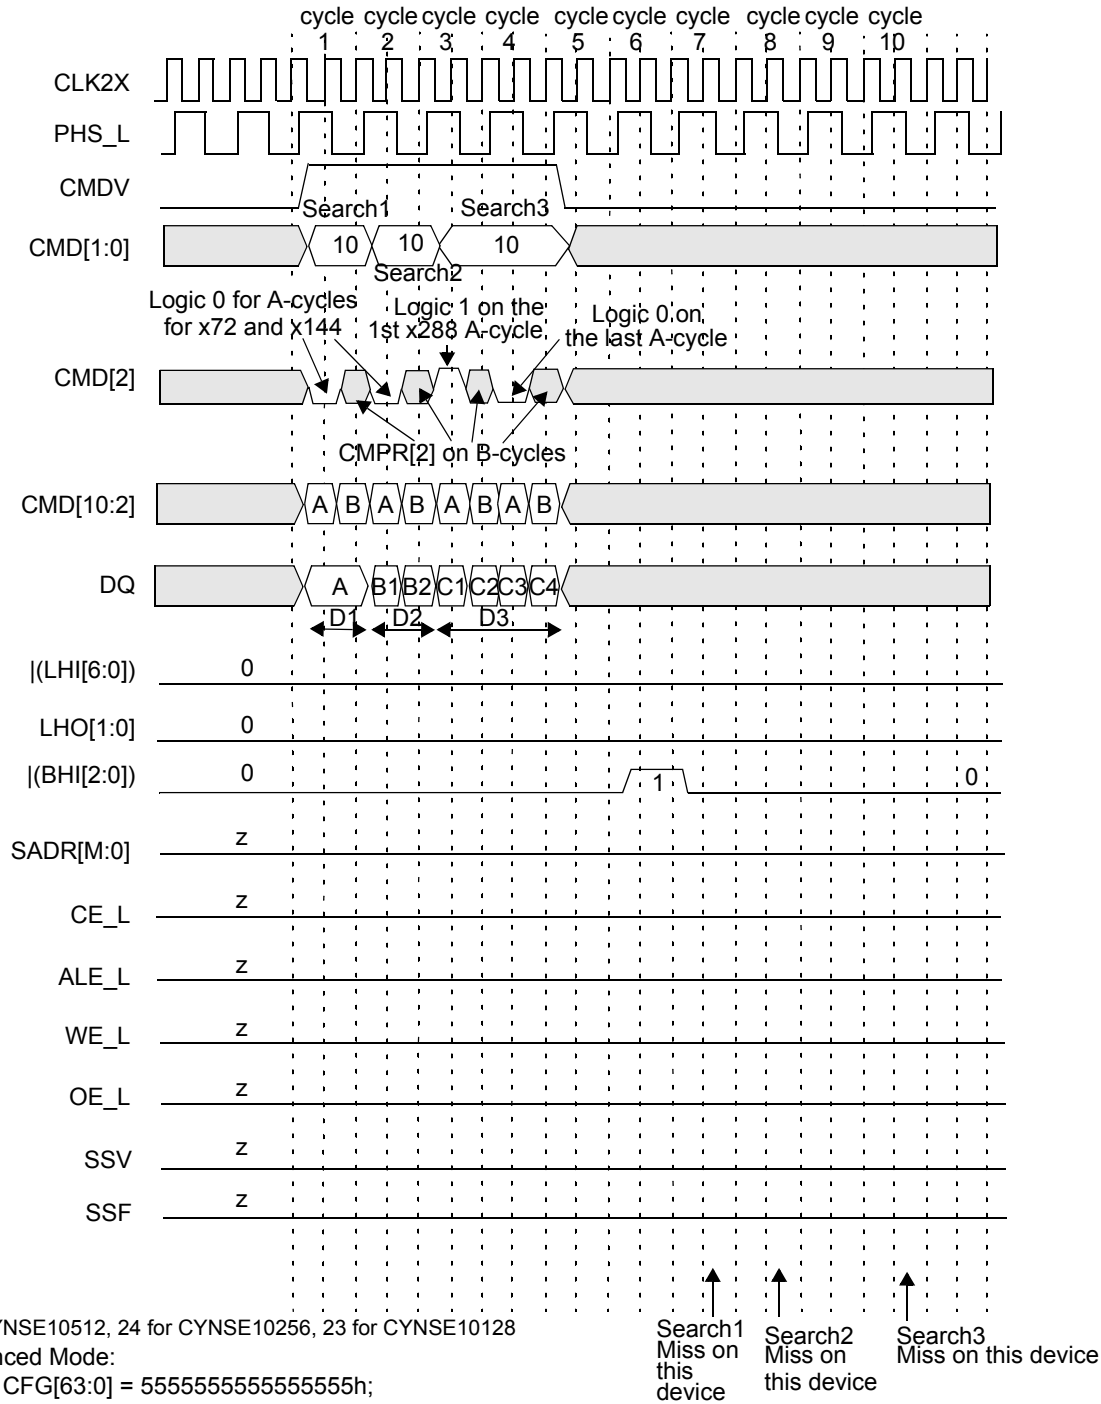 cycle cycle cycle cycle cycle cycle cycle cycle cycle cycle
1 2 3 4 5 6 7 8 9 10
CLK2X
PHS_L
CMDV
Search1 Search3
CMD[1:0] 10 10 10
Search2
Logic 0 for A-cycles
for x72 and x144
Logic 1 on the
1st x288 A-cycle
Logic 0 on
the last A-cycle
CMD[2]
CMPR[2] on B-cycles
CMD[10:2] A B A B A B A B
DQ A B1 B2 C1 C2 C3 C4
D1 D2 D3
|(LHI[6:0]) 0
LHO[1:0] 0
|(BHI[2:0]) 0 1 0
SADR[M:0] z
CE_L z
ALE_L z
WE_L z
OE_L z
SSV z
SSF z
Search1
Miss on
this
device
Search2
Miss on
this device
Search3
Miss on this device
YNSE10512, 24 for CYNSE10256, 23 for CYNSE10128
nced Mode:
CFG[63:0] = 5555555555555555h;